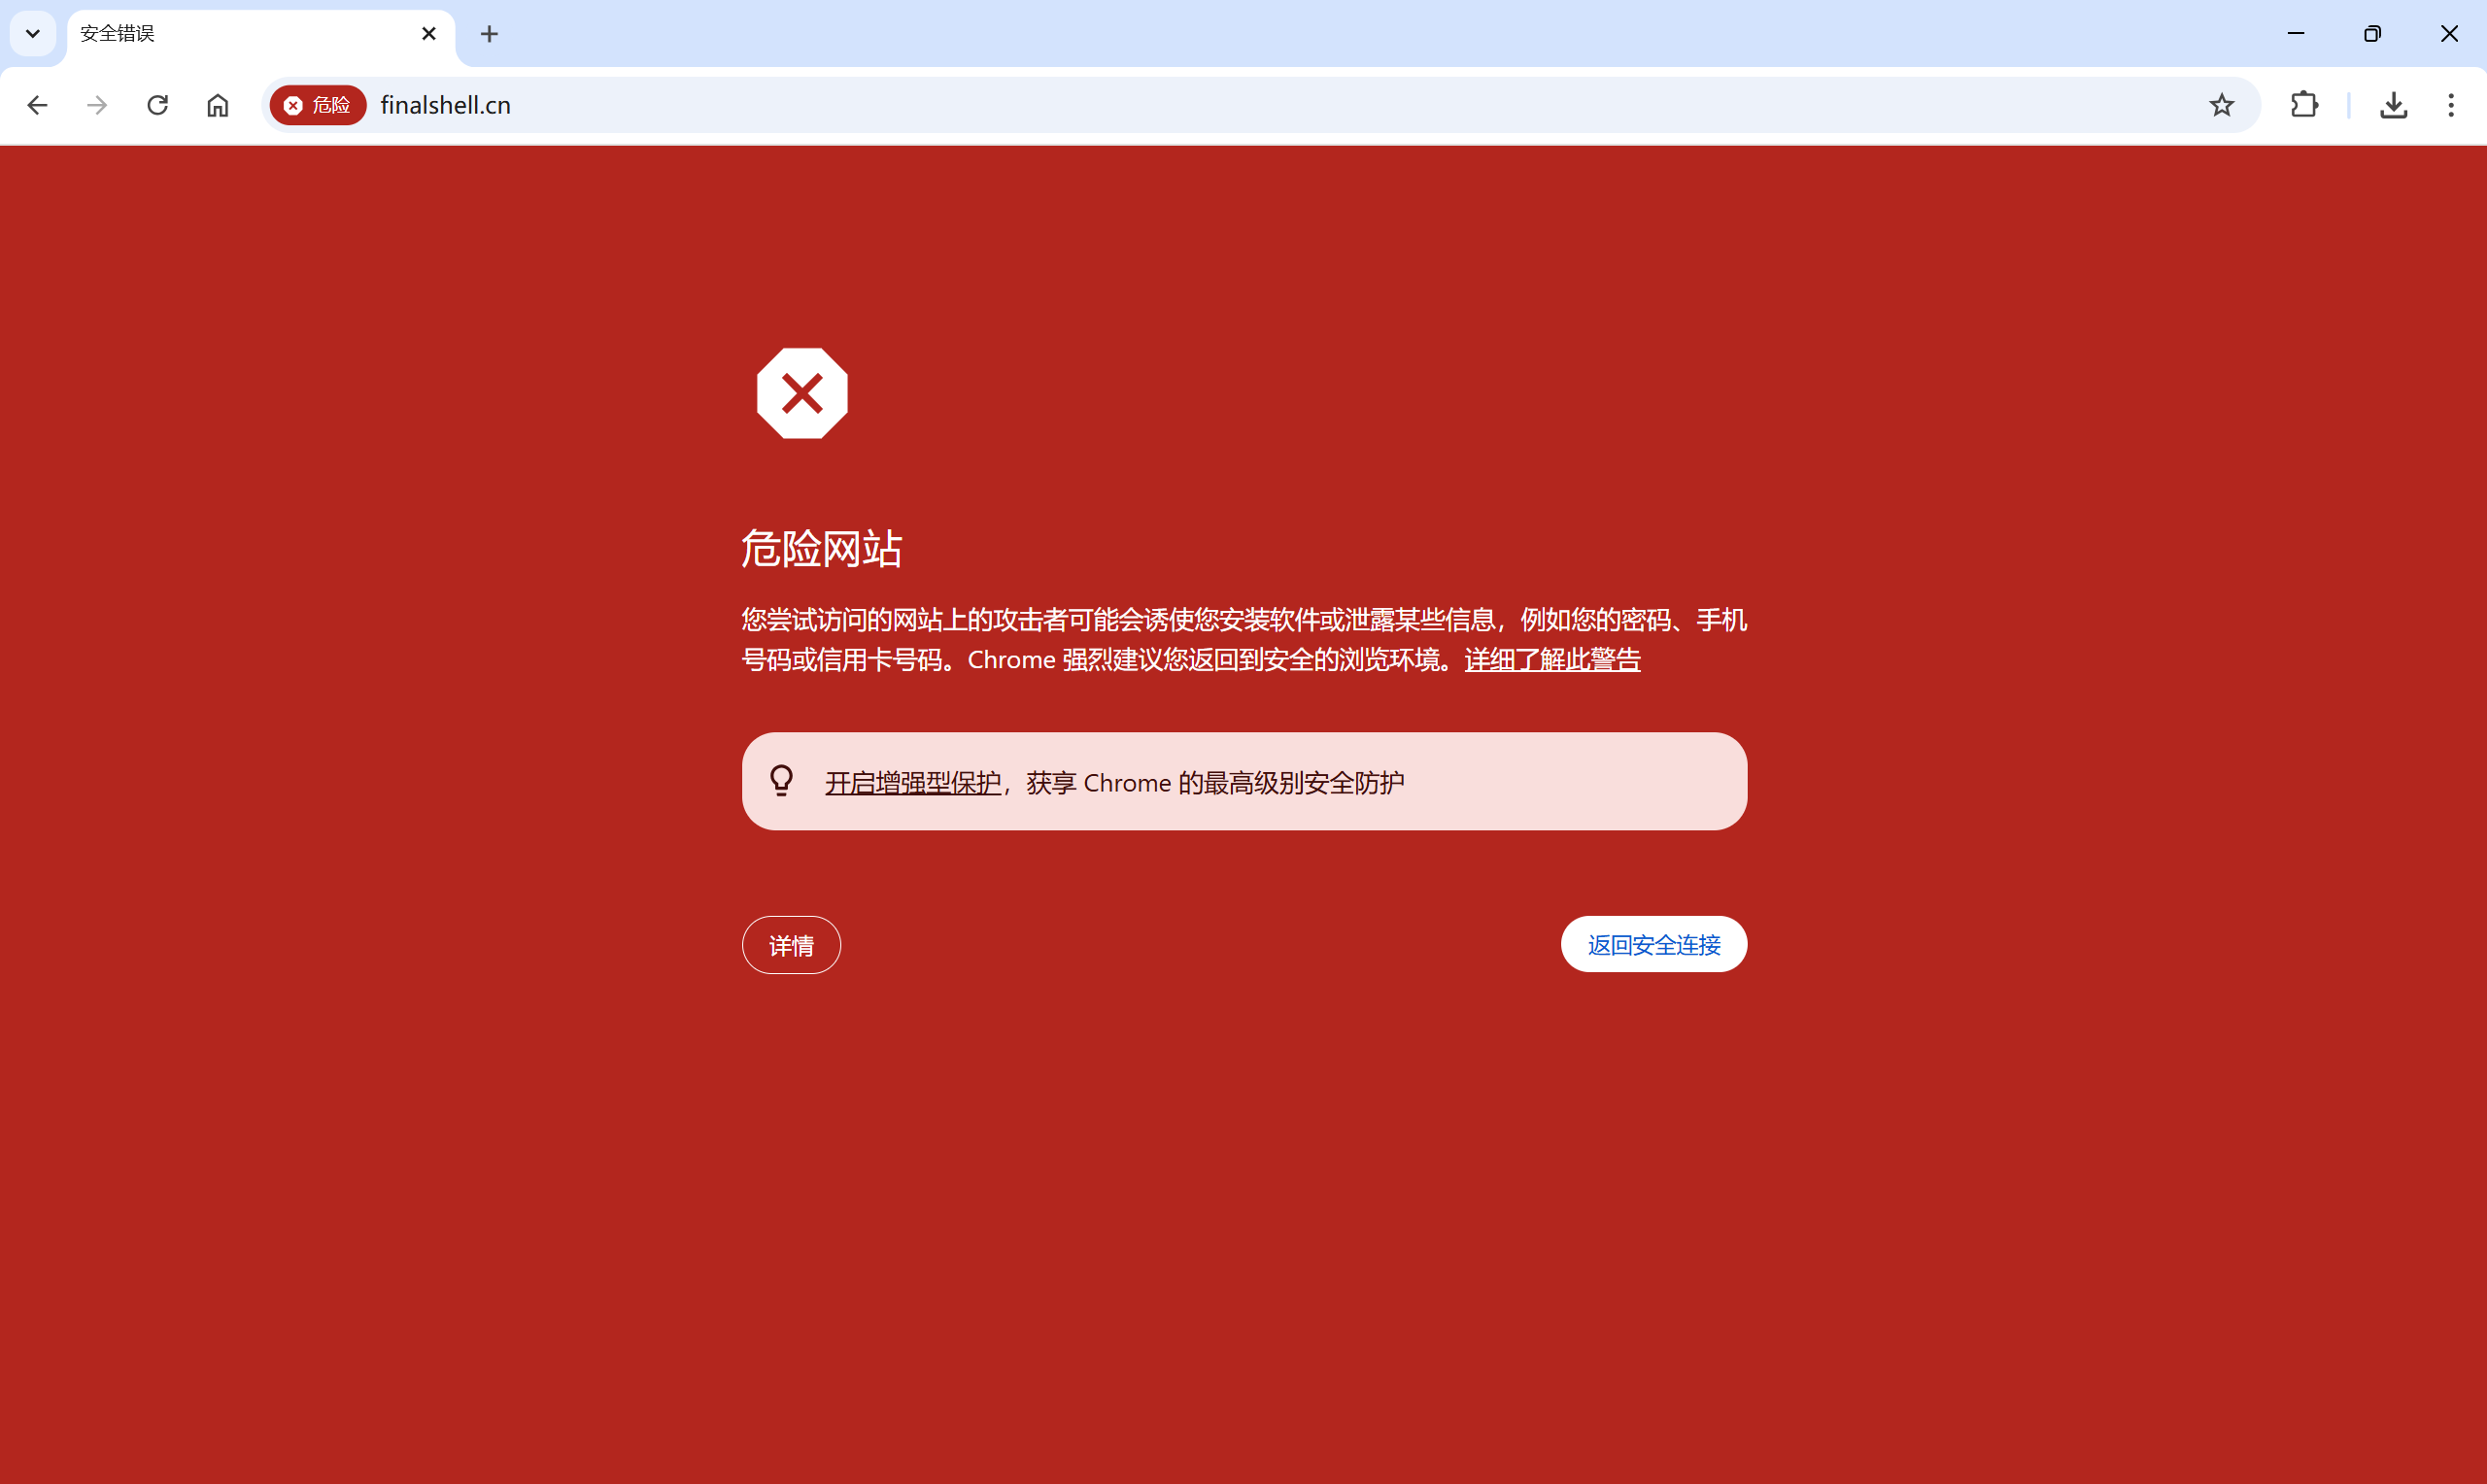 安全错误
危险 finalshell.cn
危险网站
您尝试访问的网站上的攻击者可能会诱使您安装软件或泄露某些信息，例如您的密码、手机
号码或信用卡号码。Chrome 强烈建议您返回到安全的浏览环境。详细了解此警告
开启增强型保护，获享 Chrome 的最高级别安全防护
详情
返回安全连接